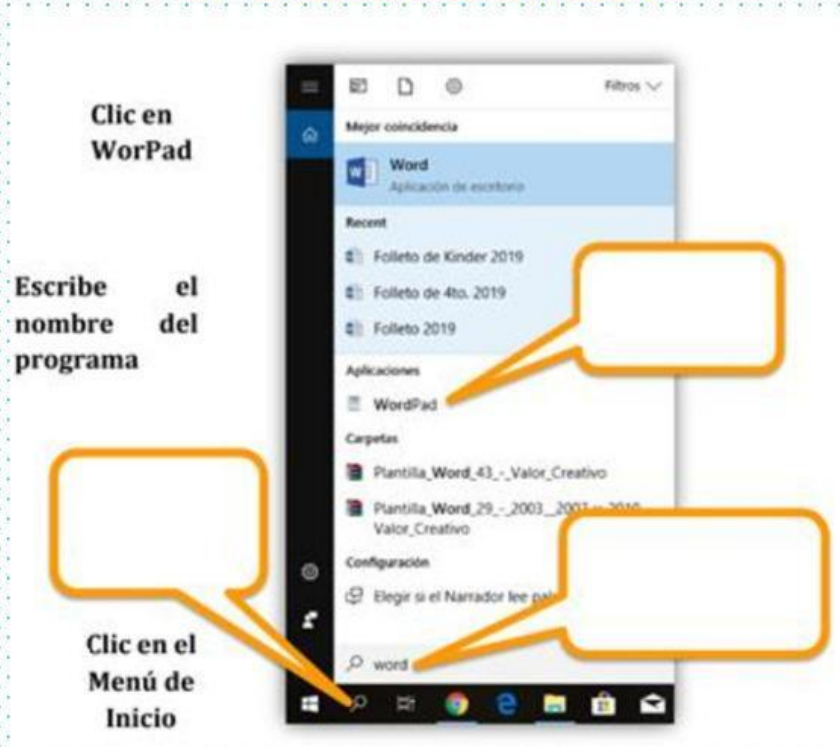 Clic en
WorPad
Escribe el
nombre del
programa
Clic en el
Menú de
Inicio
Filtros
Mejor coincidencia
Word
Aplicación de escritorio
Recent
Folleto de Kinder 2019
Folleto de 4to. 2019
Folleto 2019
Aplicaciones
WordPad
Carpetas
Plantilla_Word_43_-_Valor_Creativo
Plantilla_Word_29_-_2003__2007
Valor_Creativo
Configuración
Elegir si el Narrador lee
word